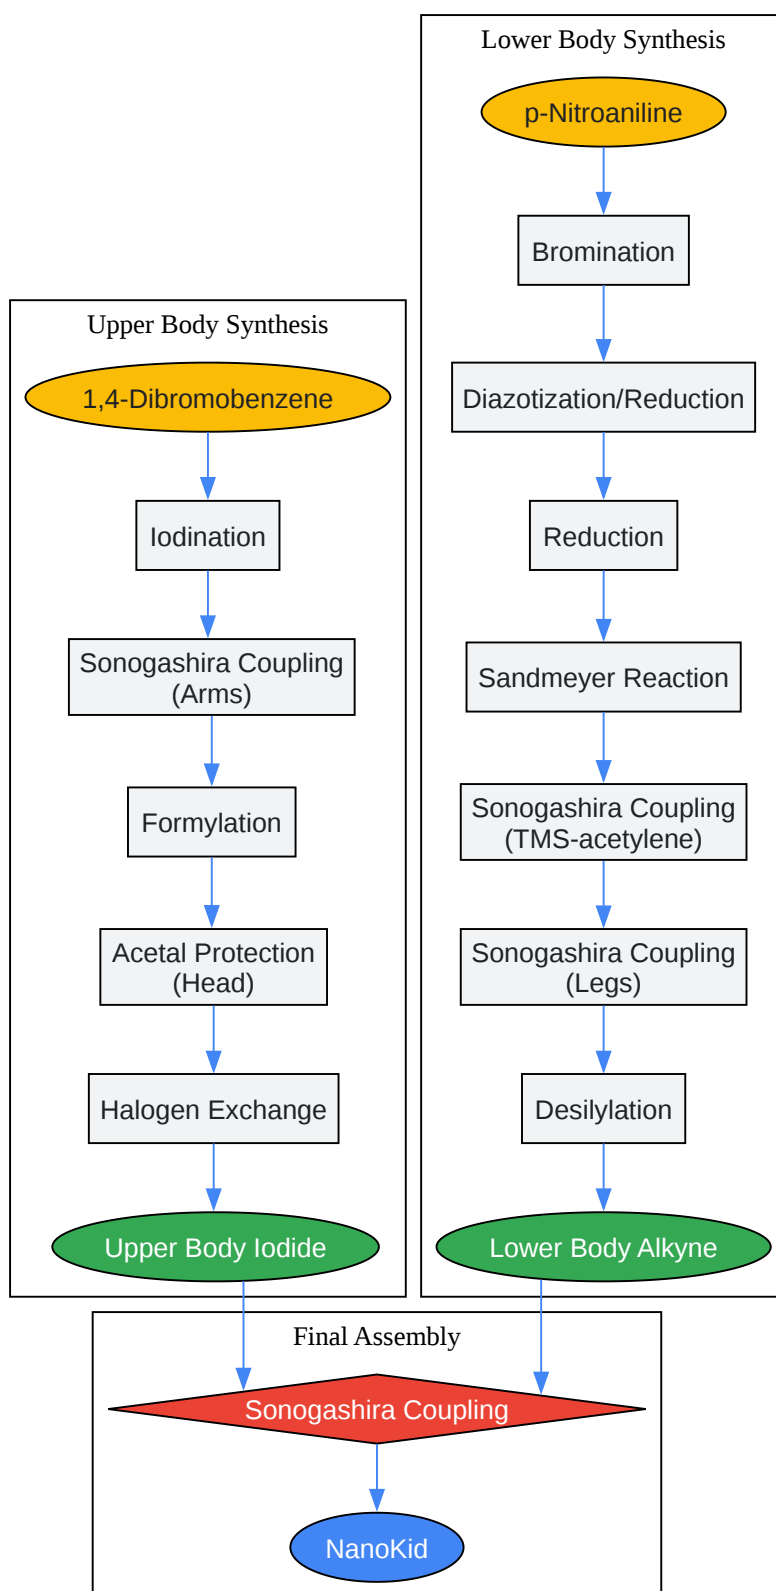 Lower Body Synthesis
p-Nitroaniline
Bromination
Diazotization/Reduction
Reduction
Sandmeyer Reaction
Sonogashira Coupling
(TMS-acetylene)
Sonogashira Coupling
(Legs)
Desilylation
Lower Body Alkyne
Upper Body Synthesis
1,4-Dibromobenzene
Iodination
Sonogashira Coupling
(Arms)
Formylation
Acetal Protection
(Head)
Halogen Exchange
Upper Body Iodide
Final Assembly
Sonogashira Coupling
NanoKid